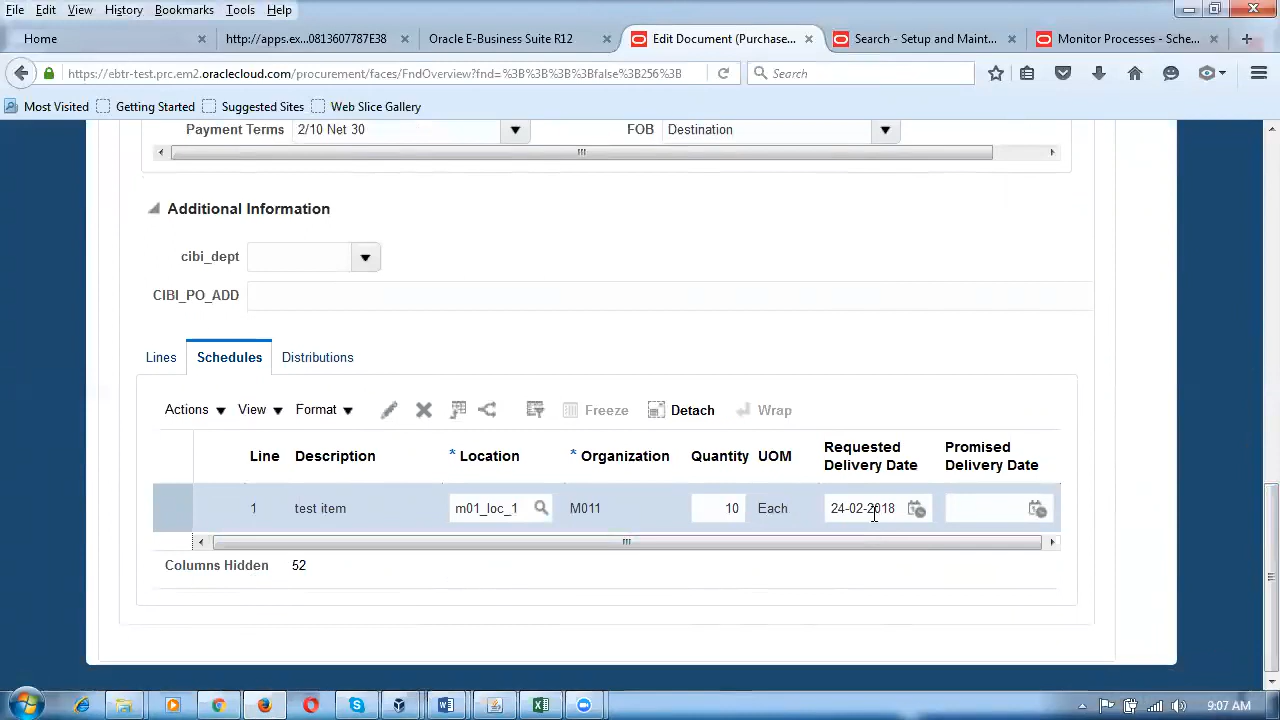 File Edit View History Bookmarks Tools Help
Home http://apps.ex...0813607787E38 Oracle E-Business Suite R12 Edit Document (Purchase... Search - Setup and Maint... Monitor Processes - Sche...
https://ebtr-test.prc.em2.oraclecloud.com/procurement/faces/FndOverview?fnd=%3B%3B%3B%3Bfalse%3B256%3B Search
Most Visited Getting Started Suggested Sites Web Slice Gallery
Payment Terms 2/10 Net 30 FOB Destination
Additional Information
cibi_dept
CIBI_PO_ADD
Lines Schedules Distributions
Actions View Format Freeze Detach Wrap
Line Description * Location * Organization Quantity UOM Requested Delivery Date Promised Delivery Date
1 test item m01_loc_1 M011 10 Each 24-02-2018
Columns Hidden 52
9:07 AM